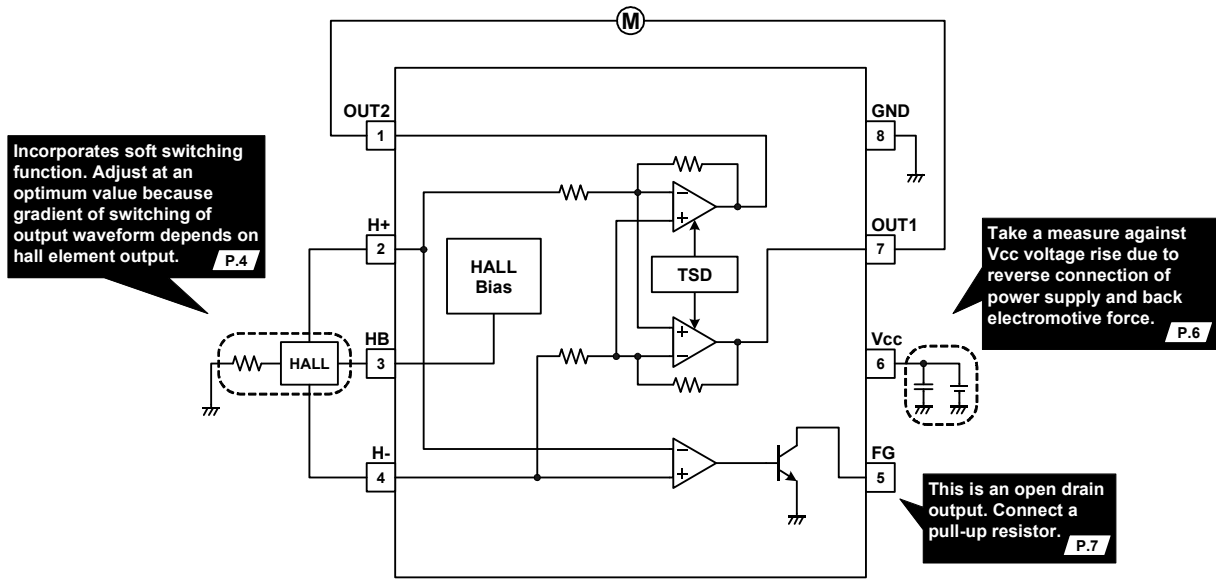 M
OUT2
1
GND
8
Incorporates soft switching
function. Adjust at an
optimum value because
gradient of switching of
output waveform depends on
hall element output.
P.4
H+
2
HALL
Bias
HB
3
HALL
H-
4
−
+
TSD
+
−
−
+
OUT1
7
Take a measure against
Vcc voltage rise due to
reverse connection of
power supply and back
electromotive force.
P.6
Vcc
6
FG
5
This is an open drain
output. Connect a
pull-up resistor.
P.7